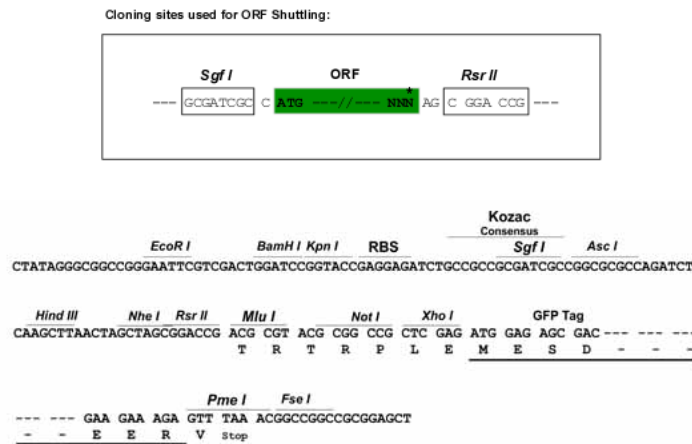 Cloning sites used for ORF Shuttling:
Sgf I ORF Rsr II
--- GCGATCGC C ATG ---//--- NNN* AG C GGA CCG ---
Kozac
Consensus
EcoR I BamH I Kpn I RBS Sgf I Asc I
CTATAGGGCGGCCGGGAATTCGTCGACTGGATCCGGTACCGAGGAGATCTGCCGCCGCGATCGCCGGCGCGCCAGATCT
Hind III Nhe I Rsr II Mlu I Not I Xho I GFP Tag
CAAGCTTAACTAGCTAGCGGACCG ACG CGT ACG CGG CCG CTC GAG ATG GAG AGC GAC--- ---
T R T R P L E M E S D - - -
Pme I Fse I
--- --- GAA GAA AGA GTT TAA ACGGCCGGCCGCGGAGCT
- - E E R V Stop